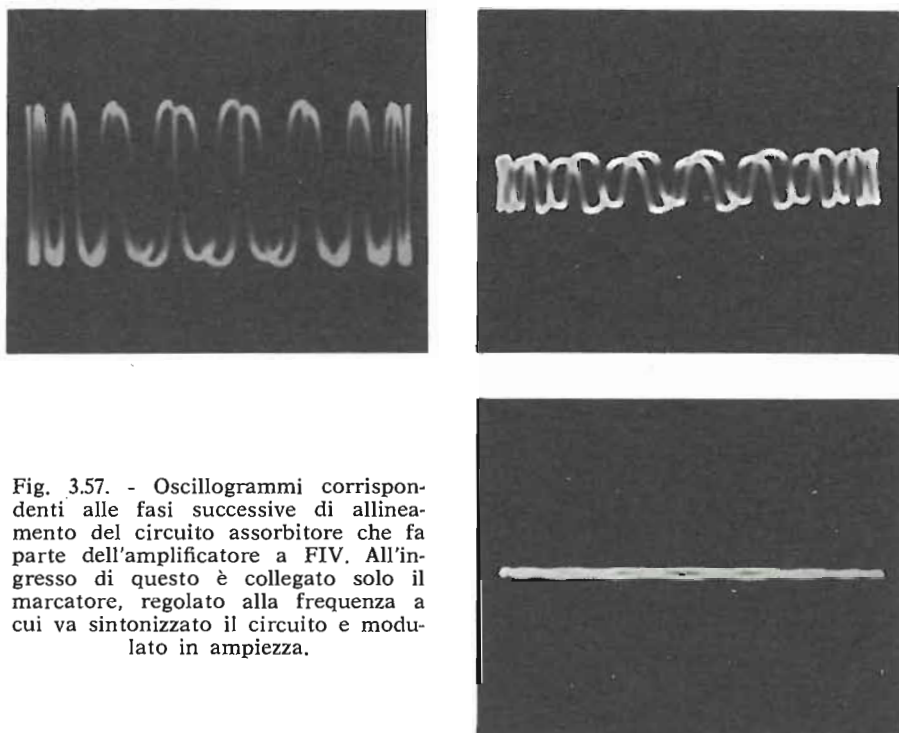 Fig. 3.57. - Oscillogrammi corrispon-
denti alle fasi successive di allinea-
mento del circuito assorbitore che fa
parte dell'amplificatore a FIV. All'in-
gresso di questo è collegato solo il
marcatore, regolato alla frequenza a
cui va sintonizzato il circuito e modu-
lato in ampiezza.